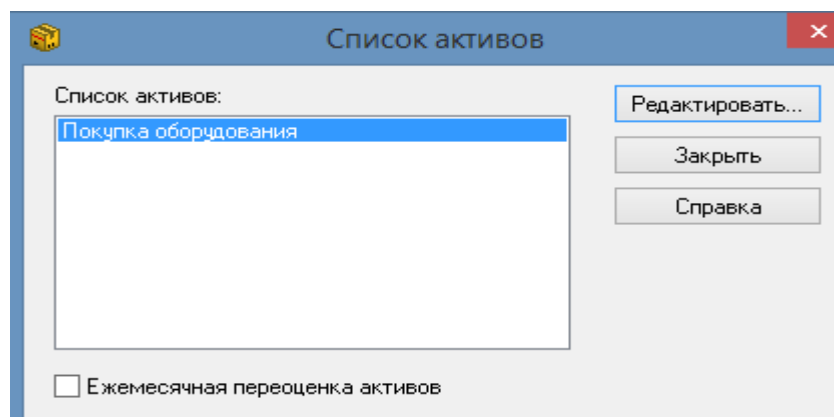 Список активов
Список активов:
Покупка оборудования
Редактировать...
Закрыть
Справка
Ежемесячная переоценка активов